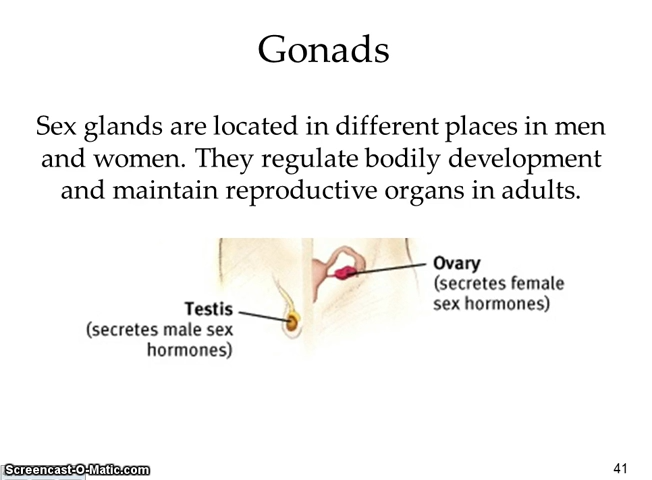 Gonads
Sex glands are located in different places in men
and women. They regulate bodily development
and maintain reproductive organs in adults.
Ovary
(secretes female
sex hormones)
Testis
(secretes male sex
hormones)
Screencast-O-Matic.com
41